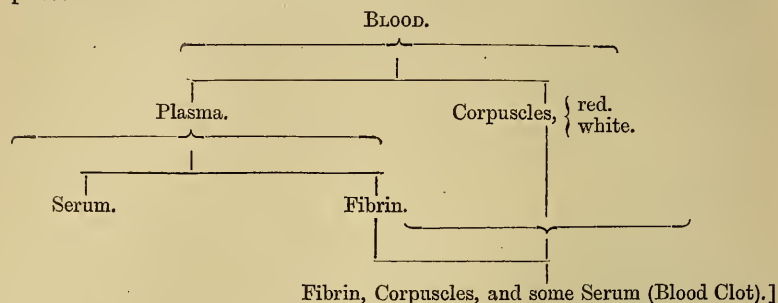 BLOOD.
Plasma.
Corpuscles, { red.
white.
Serum.
Fibrin.
Fibrin, Corpuscles, and some Serum (Blood Clot).]